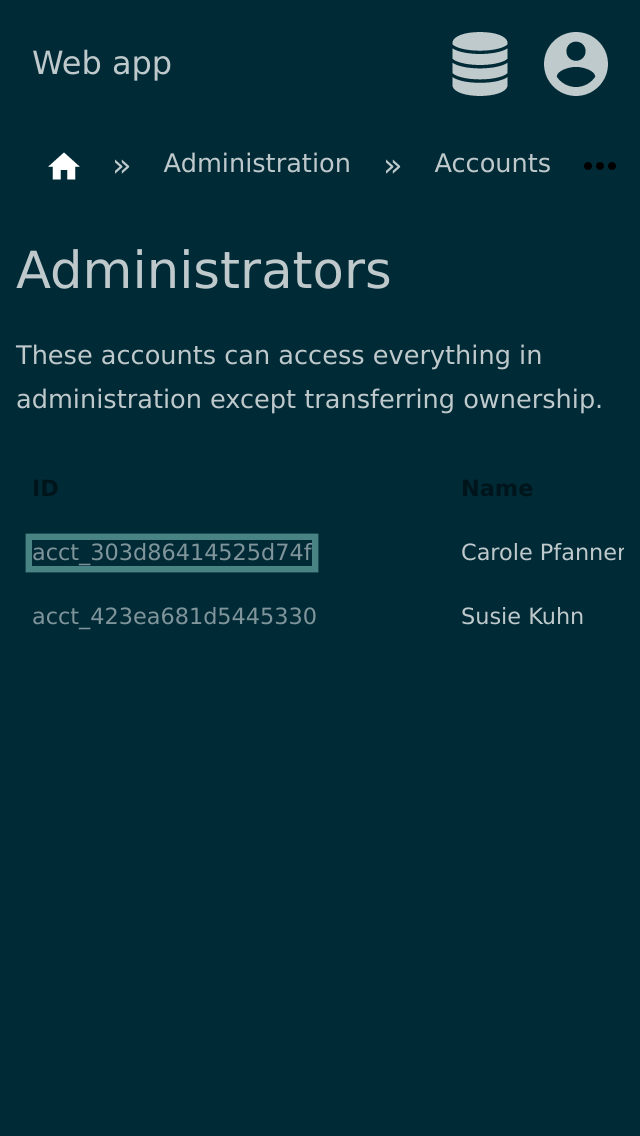 Web app
» Administration » Accounts •••
Administrators
These accounts can access everything in
administration except transferring ownership.
ID Name
acct_303d86414525d74f Carole Pfanner
acct_423ea681d5445330 Susie Kuhn